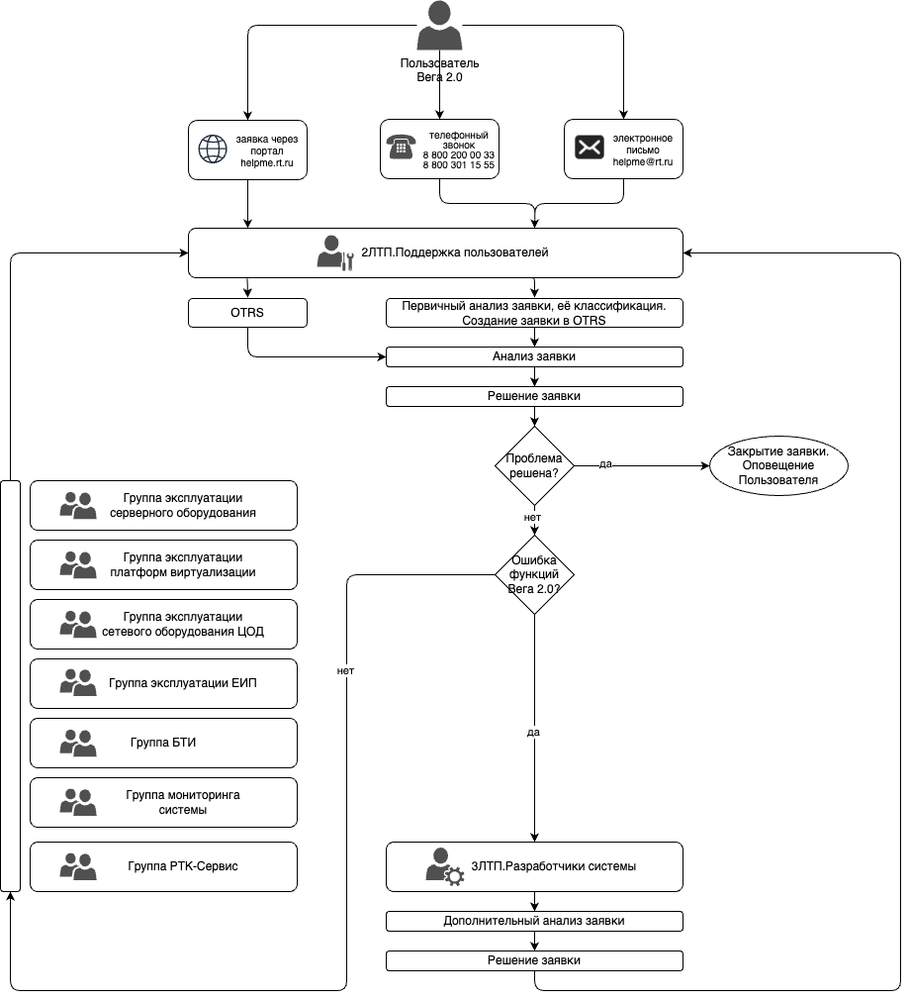 Пользователь
Вега 2.0
заявка через
портал
helpme.rt.ru
телефонный
звонок
8 800 200 00 33
8 800 301 15 55
электронное
письмо
helpme@rt.ru
2ЛТП.Поддержка пользователей
OTRS
Первичный анализ заявки, её классификация.
Создание заявки в OTRS
Анализ заявки
Решение заявки
Проблема
решена?
да
Закрытие заявки.
Оповещение
Пользователя
нет
Ошибка
функций
Вега 2.0?
нет
да
Группа эксплуатации
серверного оборудования
Группа эксплуатации
платформ виртуализации
Группа эксплуатации
сетевого оборудования ЦОД
Группа эксплуатации ЕИП
Группа БТИ
Группа мониторинга
системы
Группа РТК-Сервис
3ЛТП.Разработчики системы
Дополнительный анализ заявки
Решение заявки